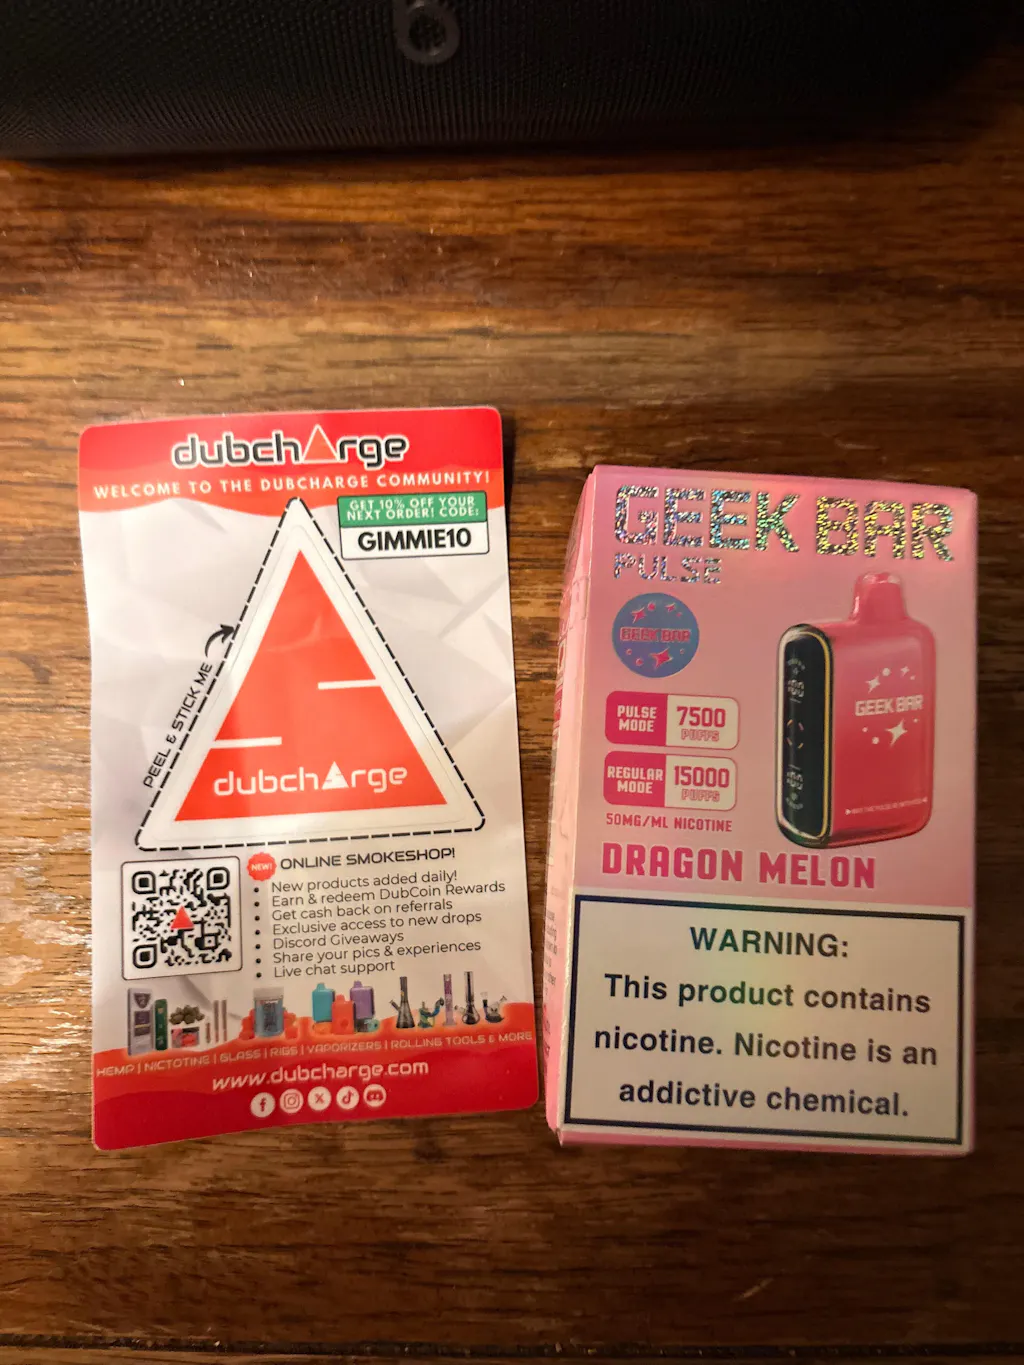 dubcharge
WELCOME TO THE DUBCHARGE COMMUNITY!
GET 10% OFF YOUR
NEXT ORDER! CODE:
GIMMIE10
PEEL & STICK ME
dubcharge
NEW!
ONLINE SMOKESHOP!
• New products added daily!
• Earn & redeem DubCoin Rewards
• Get cash back on referrals
• Exclusive access to new drops
• Discord Giveaways
• Share your pics & experiences
• Live chat support
HEMP | NICTOTINE | GLASS | RIGS | VAPORIZERS | ROLLING TOOLS & MORE
www.dubcharge.com
GEEK BAR
PULSE
GEEK BAR
PULSE
MODE
7500
PUFFS
REGULAR
MODE
15000
PUFFS
50MG/ML NICOTINE
DRAGON MELON
GEEK BAR
100
100
WARNING:
This product contains
nicotine. Nicotine is an
addictive chemical.